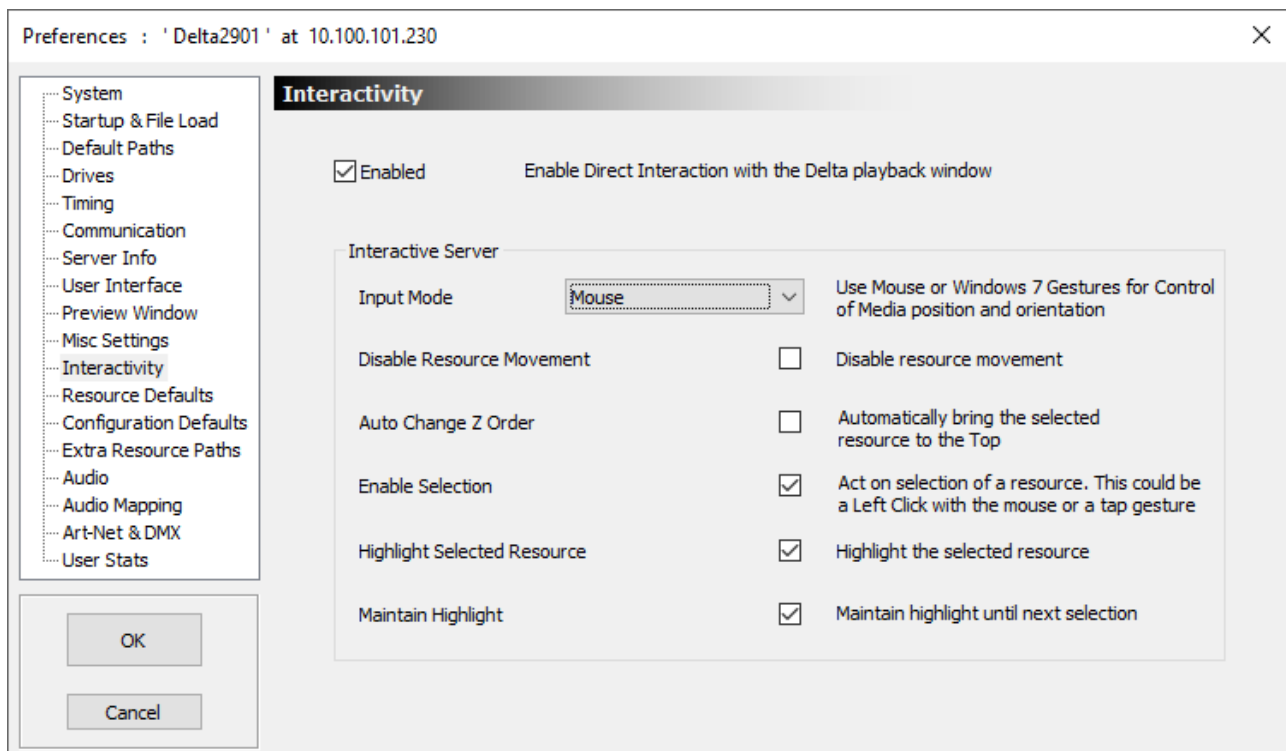 Preferences : 'Delta2901' at 10.100.101.230
System
Startup & File Load
Default Paths
Drives
Timing
Communication
Server Info
User Interface
Preview Window
Misc Settings
Interactivity
Resource Defaults
Configuration Defaults
Extra Resource Paths
Audio
Audio Mapping
Art-Net & DMX
User Stats
OK
Cancel
Interactivity
Enabled Enable Direct Interaction with the Delta playback window
Interactive Server
Input Mode Mouse Use Mouse or Windows 7 Gestures for Control
of Media position and orientation
Disable Resource Movement Disable resource movement
Auto Change Z Order Automatically bring the selected
resource to the Top
Enable Selection Act on selection of a resource. This could be
a Left Click with the mouse or a tap gesture
Highlight Selected Resource Highlight the selected resource
Maintain Highlight Maintain highlight until next selection